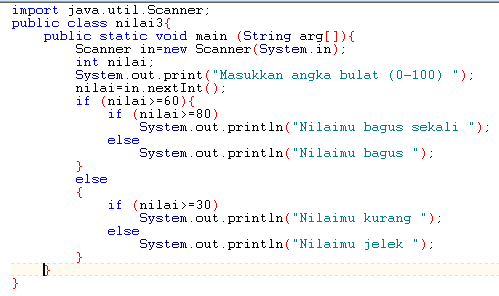 import java.util.Scanner;
public class nilai3{
    public static void main (String arg[]){
        Scanner in=new Scanner(System.in);
        int nilai;
        System.out.print("Masukkan angka bulat (0-100) ");
        nilai=in.nextInt();
        if (nilai>=60){
            if (nilai>=80)
                System.out.println("Nilaimu bagus sekali ");
            else
                System.out.println("Nilaimu bagus ");
        }
        else
        {
            if (nilai>=30)
                System.out.println("Nilaimu kurang ");
            else
                System.out.println("Nilaimu jelek ");
        }
    }
}